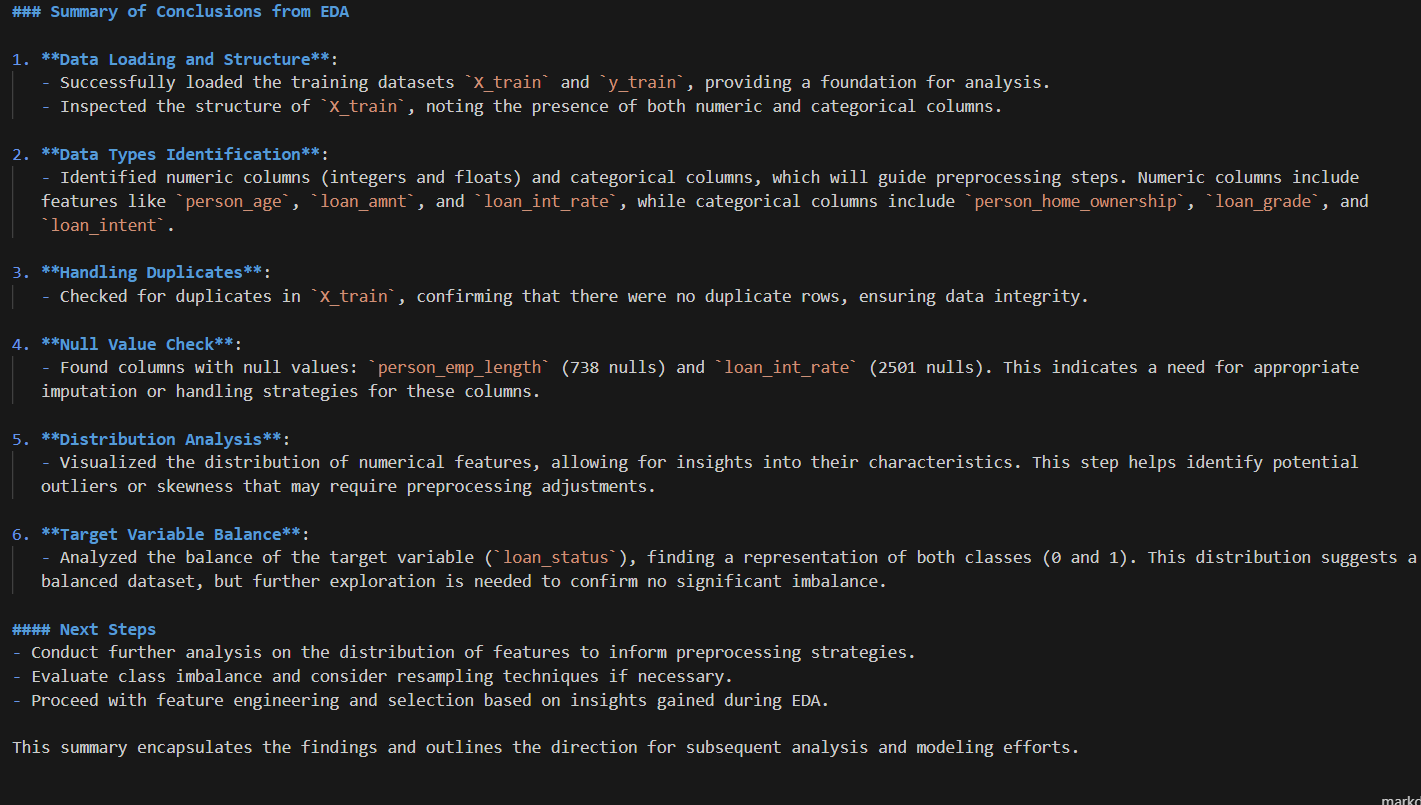 ### Summary of Conclusions from EDA
1. **Data Loading and Structure**:
- Successfully loaded the training datasets `X_train` and `y_train`, providing a foundation for analysis.
- Inspected the structure of `X_train`, noting the presence of both numeric and categorical columns.
2. **Data Types Identification**:
- Identified numeric columns (integers and floats) and categorical columns, which will guide preprocessing steps. Numeric columns include
features like `person_age`, `loan_amnt`, and `loan_int_rate`, while categorical columns include `person_home_ownership`, `loan_grade`, and
`loan_intent`.
3. **Handling Duplicates**:
- Checked for duplicates in `X_train`, confirming that there were no duplicate rows, ensuring data integrity.
4. **Null Value Check**:
- Found columns with null values: `person_emp_length` (738 nulls) and `loan_int_rate` (2501 nulls). This indicates a need for appropriate
imputation or handling strategies for these columns.
5. **Distribution Analysis**:
- Visualized the distribution of numerical features, allowing for insights into their characteristics. This step helps identify potential
outliers or skewness that may require preprocessing adjustments.
6. **Target Variable Balance**:
- Analyzed the balance of the target variable (`loan_status`), finding a representation of both classes (0 and 1). This distribution suggests a
balanced dataset, but further exploration is needed to confirm no significant imbalance.
#### Next Steps
- Conduct further analysis on the distribution of features to inform preprocessing strategies.
- Evaluate class imbalance and consider resampling techniques if necessary.
- Proceed with feature engineering and selection based on insights gained during EDA.
This summary encapsulates the findings and outlines the direction for subsequent analysis and modeling efforts.